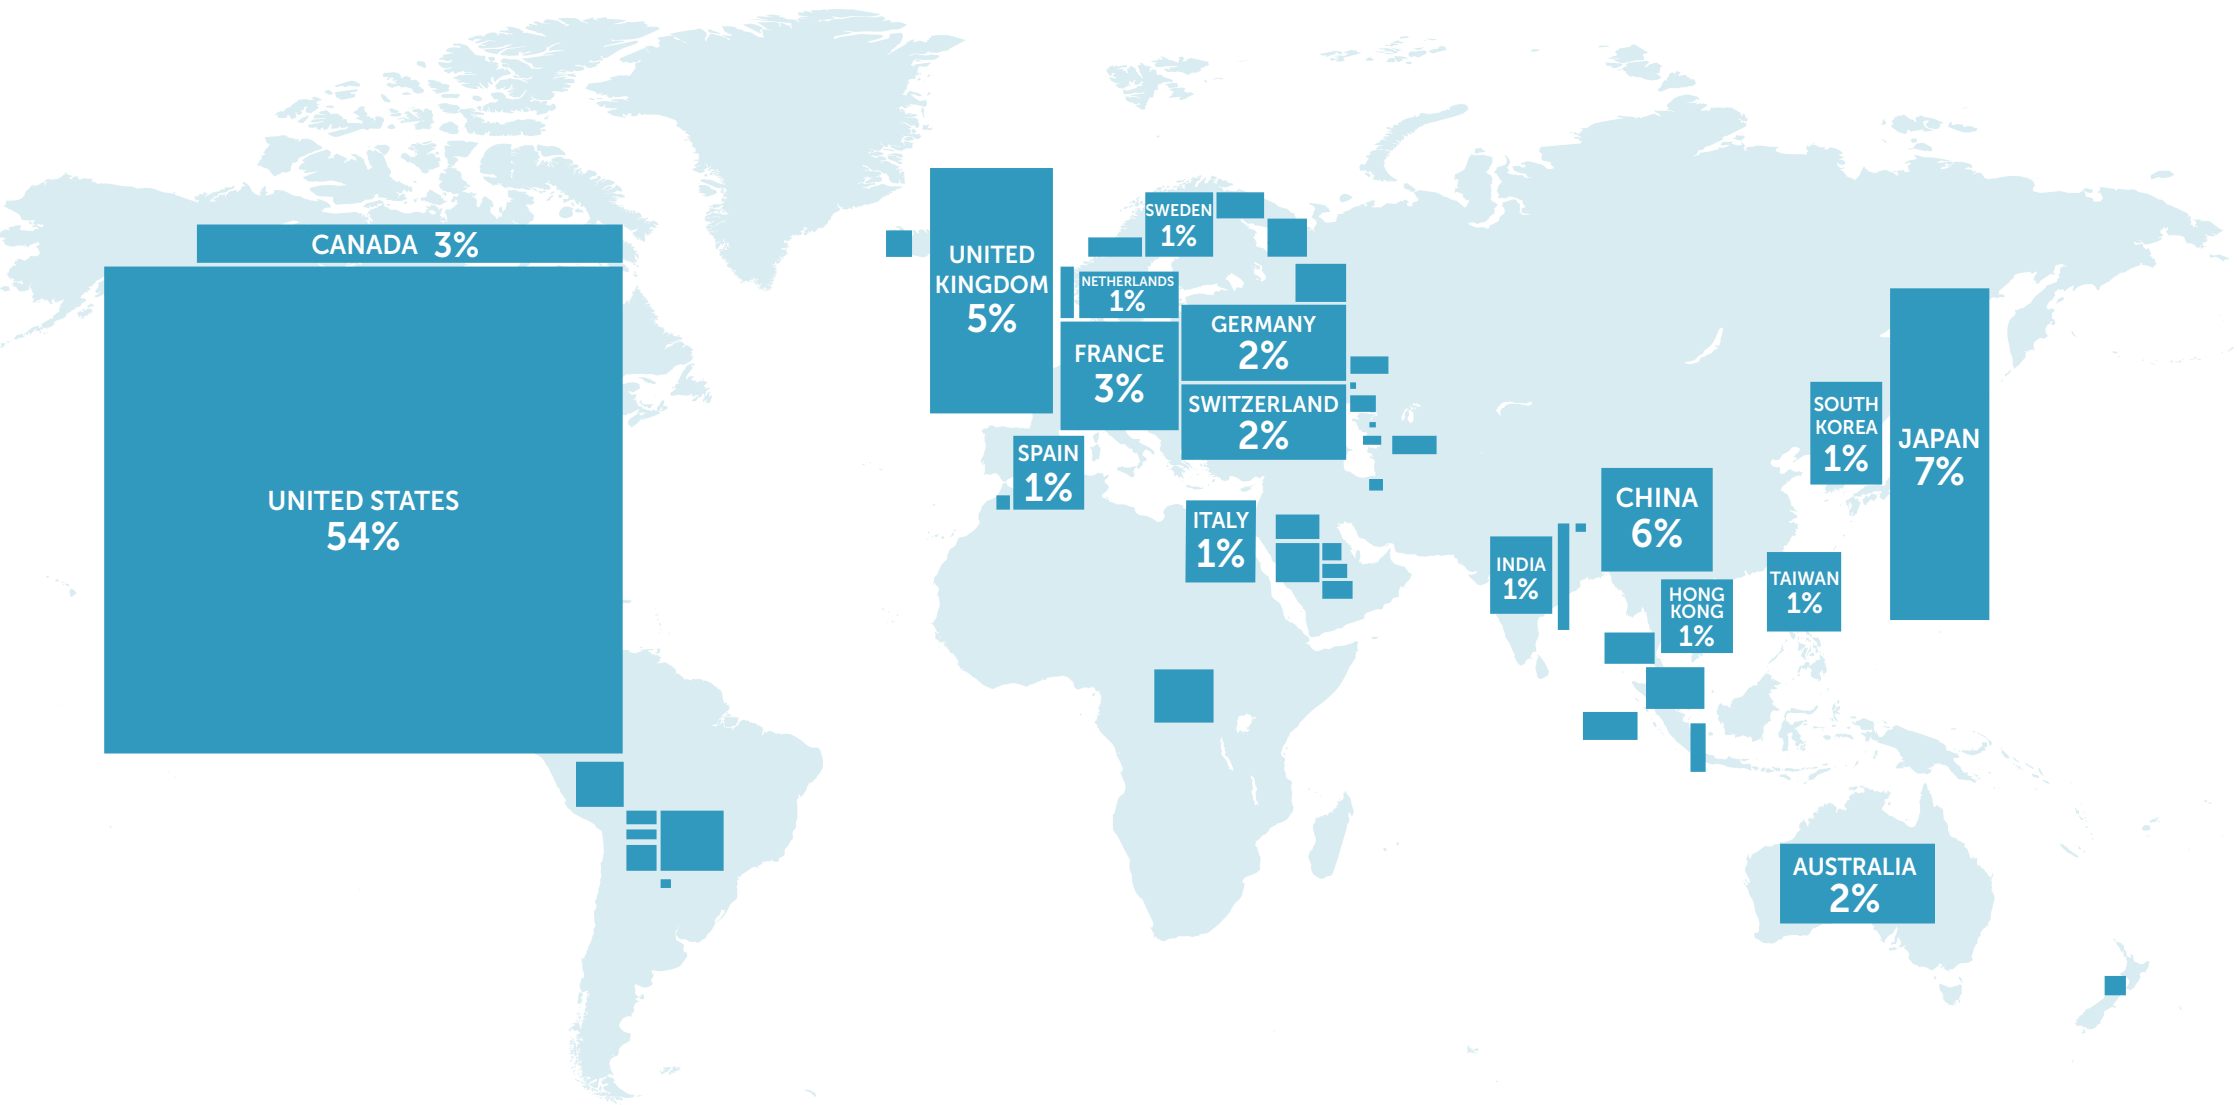 CANADA 3%
UNITED STATES
54%
UNITED
KINGDOM
5%
SWEDEN
1%
NETHERLANDS
1%
FRANCE
3%
GERMANY
2%
SWITZERLAND
2%
SPAIN
1%
ITALY
1%
INDIA
1%
CHINA
6%
HONG
KONG
1%
TAIWAN
1%
SOUTH
KOREA
1%
JAPAN
7%
AUSTRALIA
2%